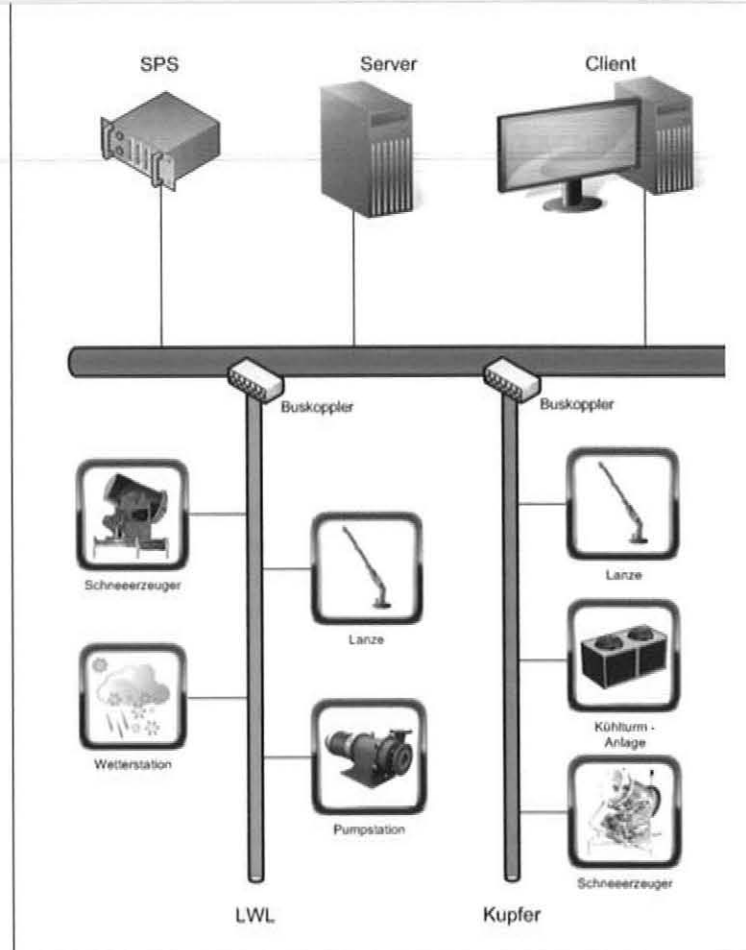 SPS
Server
Client
Buskoppler
Buskoppler
Schneeerzeuger
Lanze
Wetterstation
Pumpstation
LWL
Lanze
Kühlturm -
Anlage
Schneeerzeuger
Kupfer